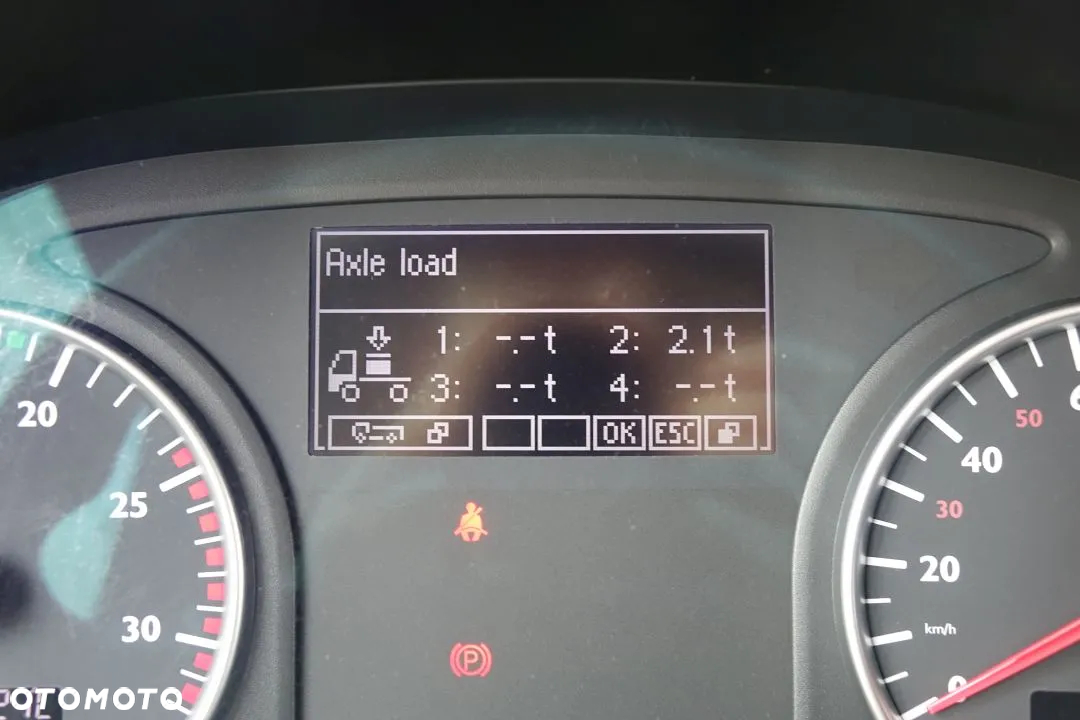 Axle load
1: -.-t 2: 2.1t
3: -.-t 4: -.-t
OK ESC
20
25
30
50
40
30
20
km/h
0
P
OTOMOTO